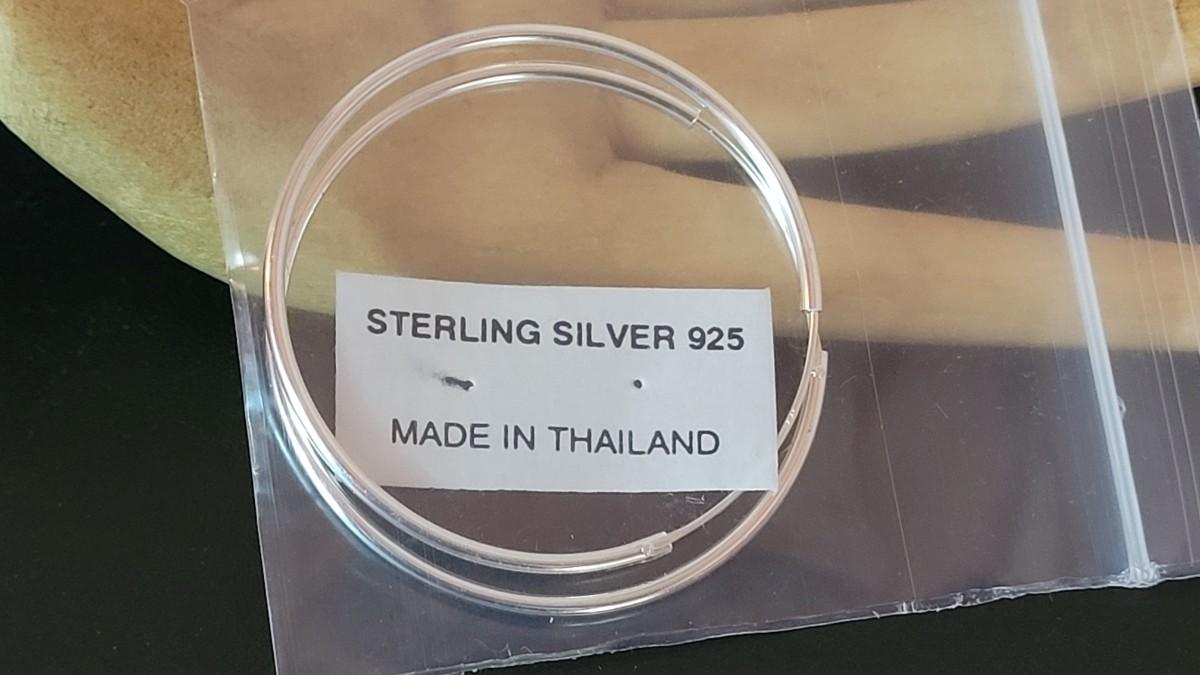 STERLING SILVER 925
MADE IN THAILAND